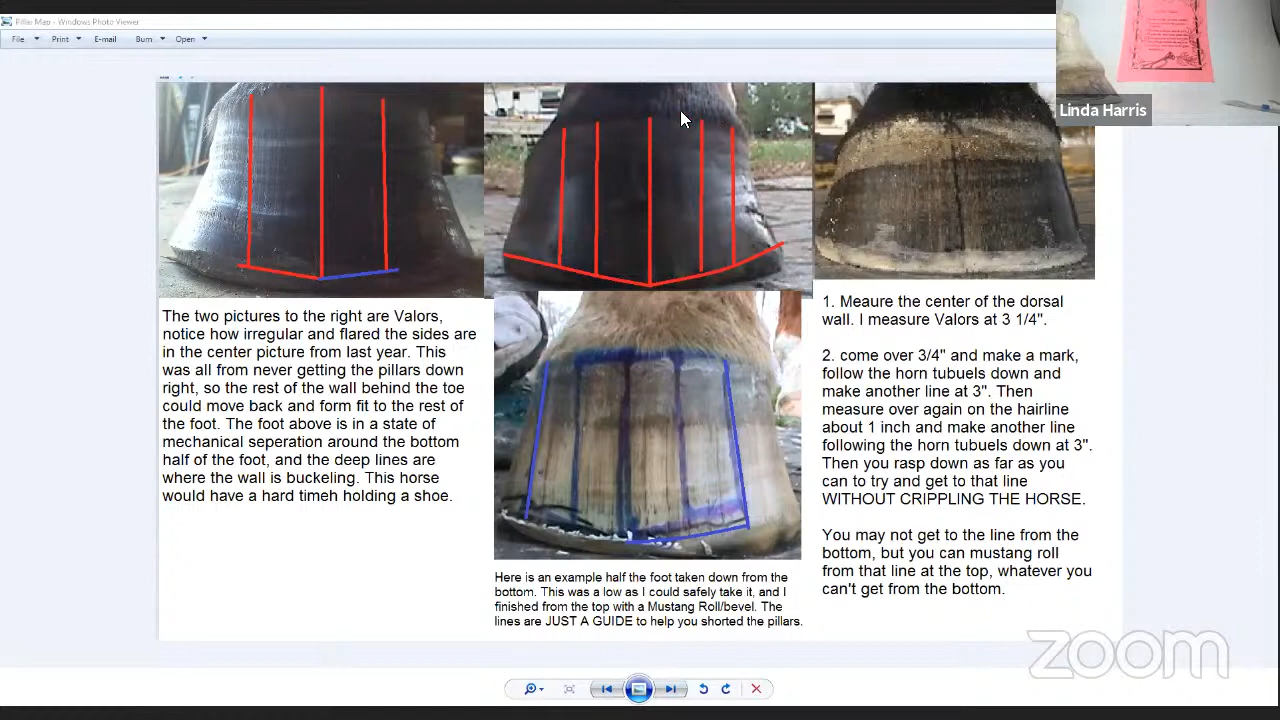 Pillar Map - Windows Photo Viewer
File Print E-mail Burn Open
Linda Harris
The two pictures to the right are Valors,
notice how irregular and flared the sides are
in the center picture from last year. This
was all from never getting the pillars down
right, so the rest of the wall behind the toe
could move back and form fit to the rest of
the foot. The foot above is in a state of
mechanical seperation around the bottom
half of the foot, and the deep lines are
where the wall is buckeling. This horse
would have a hard timeh holding a shoe.
Here is an example half the foot taken down from the
bottom. This was a low as I could safely take it, and I
finished from the top with a Mustang Roll/bevel. The
lines are JUST A GUIDE to help you shorted the pillars.
1. Meaure the center of the dorsal
wall. I measure Valors at 3 1/4".
2. come over 3/4" and make a mark,
follow the horn tubuels down and
make another line at 3". Then
measure over again on the hairline
about 1 inch and make another line
following the horn tubuels down at 3".
Then you rasp down as far as you
can to try and get to that line
WITHOUT CRIPPLING THE HORSE.
You may not get to the line from the
bottom, but you can mustang roll
from that line at the top, whatever you
can't get from the bottom.
zoom